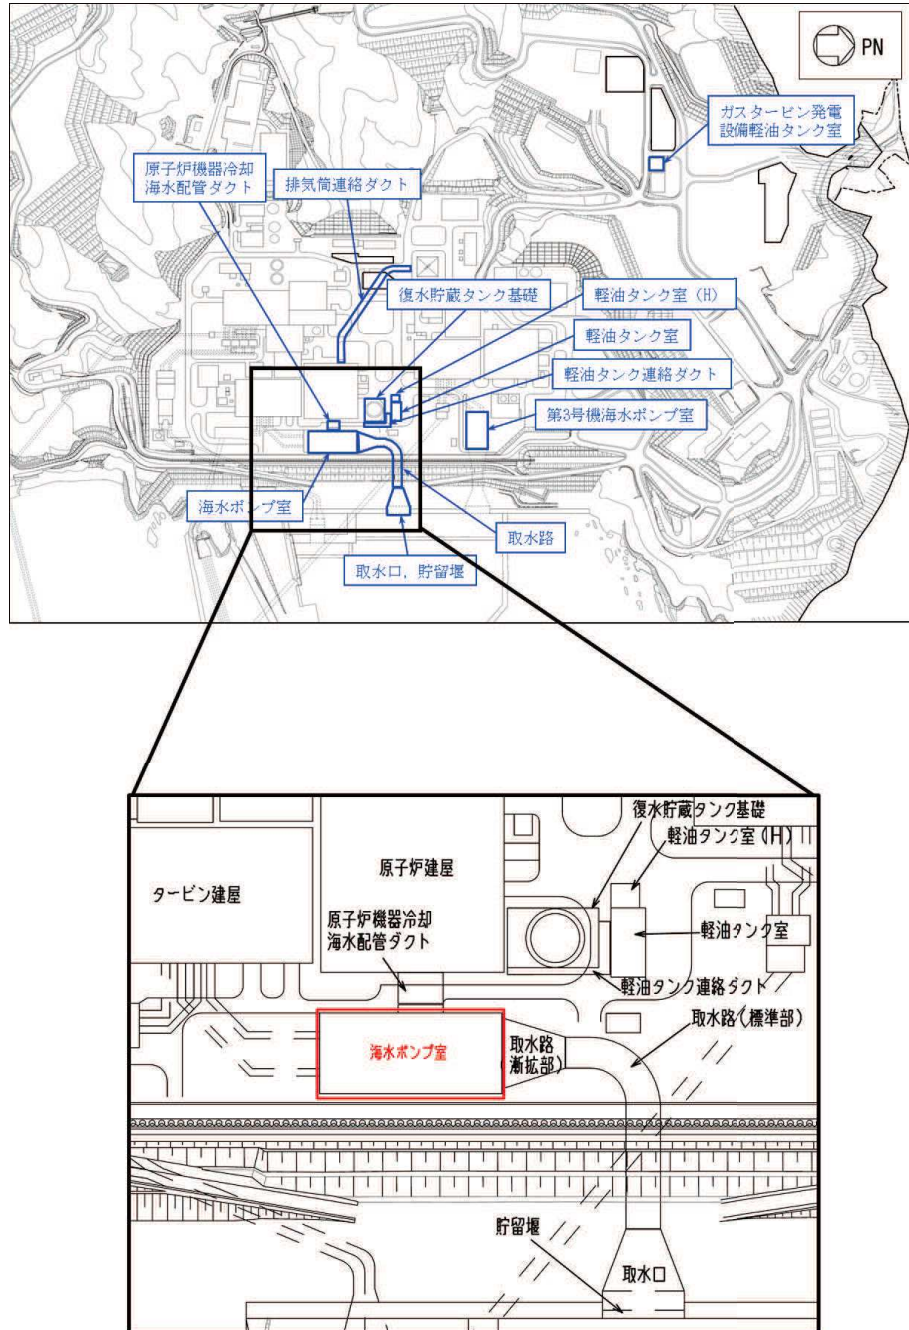 PN
ガスタービン発電
設備軽油タンク室
原子炉機器冷却
海水配管ダクト
排気筒連絡ダクト
復水貯蔵タンク基礎
軽油タンク室（H）
軽油タンク室
軽油タンク連絡ダクト
第3号機海水ポンプ室
海水ポンプ室
取水路
取水口，貯留堰
復水貯蔵タンク基礎
軽油タンク室(H)
原子炉建屋
タービン建屋
原子炉機器冷却
海水配管ダクト
軽油タンク室
軽油タンク連絡ダクト
取水路(標準部)
海水ポンプ室
取水路
(漸拡部)
貯留堰
取水口